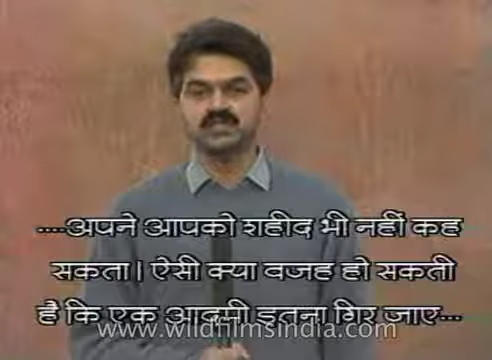 ....अपने आपको शहीद भी नहीं कह
सकता। ऐसी क्या वजह हो सकती
है कि एक आदमी इतना गिर जाए...
www.wildfilmsindia.com